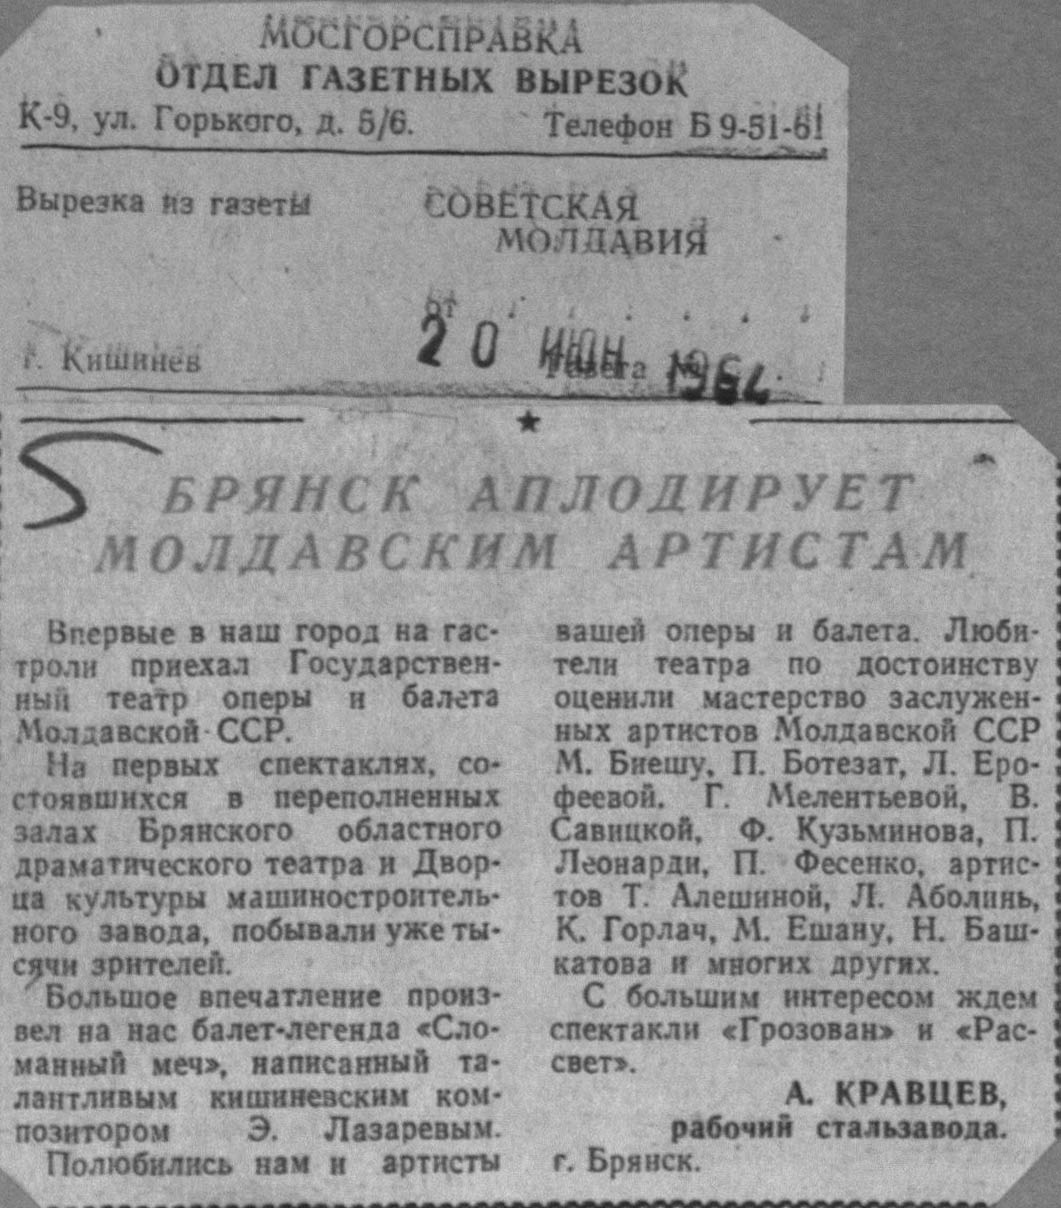 МОСГОРСПРАВКА
ОТДЕЛ ГАЗЕТНЫХ ВЫРЕЗОК
К-9, ул. Горького, д. 5/6. Телефон Б 9-51-61
Вырезка из газеты СОВЕТСКАЯ
МОЛДАВИЯ
от
20 ИЮН 1964
г. Кишинев Газета №
5
БРЯНСК АПЛОДИРУЕТ
МОЛДАВСКИМ АРТИСТАМ
Впервые в наш город на гас-
троли приехал Государствен-
ный театр оперы и балета
Молдавской ССР.
На первых спектаклях, со-
стоявшихся в переполненных
залах Брянского областного
драматического театра и Двор-
ца культуры машиностроитель-
ного завода, побывали уже ты-
сячи зрителей.
Большое впечатление произ-
вел на нас балет-легенда «Сло-
манный меч», написанный та-
лантливым кишиневским ком-
позитором Э. Лазаревым.
Полюбились нам и артисты
вашей оперы и балета. Люби-
тели театра по достоинству
оценили мастерство заслужен-
ных артистов Молдавской ССР
М. Биешу, П. Ботезат, Л. Еро-
феевой, Г. Мелентьевой, В.
Савицкой, Ф. Кузьминова, П.
Леонарди, П. Фесенко, артис-
тов Т. Алешиной, Л. Аболинь,
К. Горлач, М. Ешану, Н. Баш-
катова и многих других.
С большим интересом ждем
спектакли «Грозован» и «Рас-
свет».
А. КРАВЦЕВ,
рабочий стальзавода.
г. Брянск.